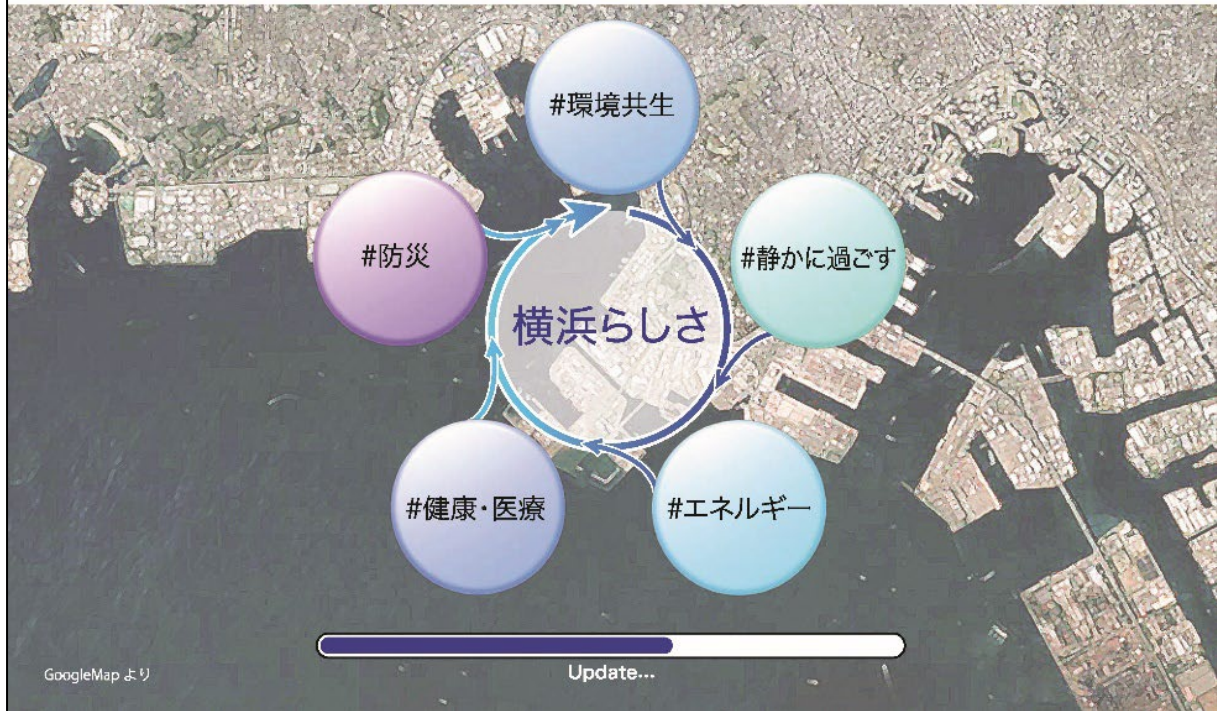 #環境共生
#防災
#静かに過ごす
横浜らしさ
#健康・医療
#エネルギー
Update...
GoogleMap より